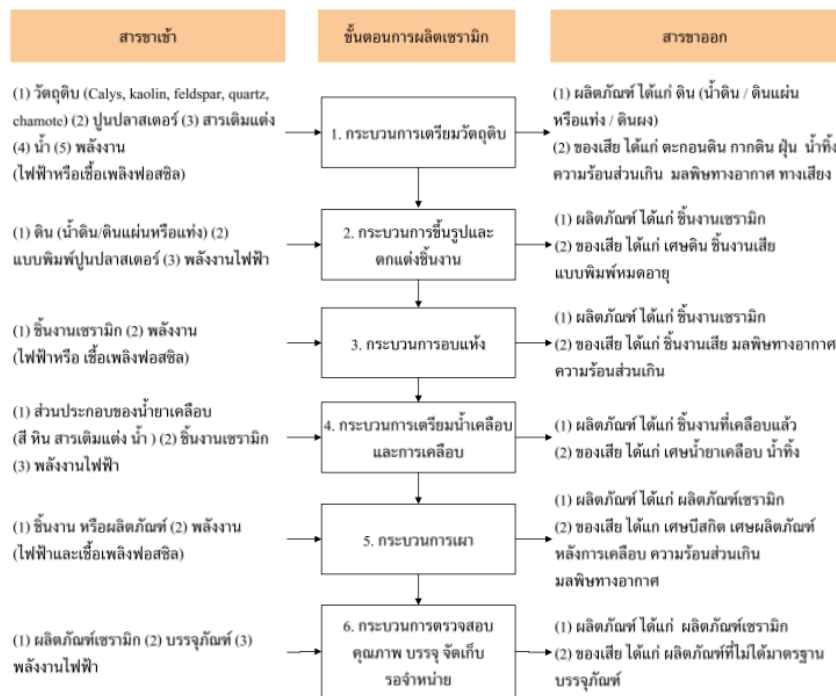 สารขาเข้า
ขั้นตอนการผลิตเซรามิก
สารขาออก
(1) วัตถุดิบ (Calys, kaolin, feldspar, quartz,
chamote) (2) ปูนปลาสเตอร์ (3) สารเติมแต่ง
(4) น้ำ (5) พลังงาน
(ไฟฟ้าหรือเชื้อเพลิงฟอสซิล)
1. กระบวนการเตรียมวัตถุดิบ
(1) ผลิตภัณฑ์ ได้แก่ ดิน (น้ำดิน / ดินแผ่น
หรือแท่ง / ดินผง)
(2) ของเสีย ได้แก่ ตะกอนดิน กากดิน ฝุ่น น้ำทิ้ง
ความร้อนส่วนเกิน มลพิษทางอากาศ ทางเสียง
(1) ดิน (น้ำดิน/ดินแผ่นหรือแท่ง) (2)
แบบพิมพ์ปูนปลาสเตอร์ (3) พลังงานไฟฟ้า
2. กระบวนการขึ้นรูปและ
ตกแต่งชิ้นงาน
(1) ผลิตภัณฑ์ ได้แก่ ชิ้นงานเซรามิก
(2) ของเสีย ได้แก่ เศษดิน ชิ้นงานเสีย
แบบพิมพ์หมดอายุ
(1) ชิ้นงานเซรามิก (2) พลังงาน
(ไฟฟ้าหรือ เชื้อเพลิงฟอสซิล)
3. กระบวนการอบแห้ง
(1) ผลิตภัณฑ์ ได้แก่ ชิ้นงานเซรามิก
(2) ของเสีย ได้แก่ ชิ้นงานเสีย มลพิษทางอากาศ
ความร้อนส่วนเกิน
(1) ส่วนประกอบของน้ำยาเคลือบ
(สี หิน สารเติมแต่ง น้ำ ) (2) ชิ้นงานเซรามิก
(3) พลังงานไฟฟ้า
4. กระบวนการเตรียมน้ำเคลือบ
และการเคลือบ
(1) ผลิตภัณฑ์ ได้แก่ ชิ้นงานที่เคลือบแล้ว
(2) ของเสีย ได้แก่ เศษน้ำยาเคลือบ น้ำทิ้ง
(1) ชิ้นงาน หรือผลิตภัณฑ์ (2) พลังงาน
(ไฟฟ้าและเชื้อเพลิงฟอสซิล)
5. กระบวนการเผา
(1) ผลิตภัณฑ์ ได้แก่ ผลิตภัณฑ์เซรามิก
(2) ของเสีย ได้แก เศษบีสกิต เศษผลิตภัณฑ์
หลังการเคลือบ ความร้อนส่วนเกิน
มลพิษทางอากาศ
(1) ผลิตภัณฑ์เซรามิก (2) บรรจุภัณฑ์ (3)
พลังงานไฟฟ้า
6. กระบวนการตรวจสอบ
คุณภาพ บรรจุ จัดเก็บ
รอจำหน่าย
(1) ผลิตภัณฑ์ ได้แก่ ผลิตภัณฑ์เซรามิก
(2) ของเสีย ได้แก่ ผลิตภัณฑ์ที่ไม่ได้มาตรฐาน
บรรจุภัณฑ์